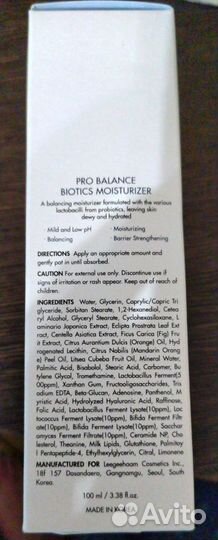 PRO BALANCE
BIOTICS MOISTURIZER
A balancing moisturizer formulated with the various
lactobacilli from probiotics, leaving skin
dewy and hydrated
· Mild and Low pH · Moisturizing
· Balancing · Barrier Strengthening
DIRECTIONS Apply an appropriate amount and
gently pat in until absorbed.
CAUTION For external use only. Discontinue use if
signs of irritation or rash appear. Keep out of reach of
children.
INGREDIENTS Water, Glycerin, Caprylic/Capric Tri
glyceride, Sorbitan Stearate, 1,2-Hexanediol, Cetea
ryl Alcohol, Glyceryl Stearate, Cyclohexasiloxane, L
aminaria Japonica Extract, Eclipta Prostrata Leaf Ext
ract, Centella Asiatica Extract, Ficus Carica (Fig) Fru
it Extract, Citrus Aurantium Dulcis (Orange) Oil, Hyd
rogenated Lecithin, Citrus Nobilis (Mandarin Orang
e) Peel Oil, Litsea Cubeba Fruit Oil, Mineral Water,
Palmitic Acid, Bisabolol, Stearic Acid, Carbomer, Bu
tylene Glycol, Tromethamine, Lactobacillus Ferment(5
00ppm), Xanthan Gum, Fructooligosaccharides, Tris
odium EDTA, Beta-Glucan, Adenosine, Panthenol, M
yristic Acid, Hydrolyzed Hyaluronic Acid, Raffinose,
Folic Acid, Lactobacillus Ferment Lysate(10ppm), Lact
ococcus Ferment Lysate(10ppm), Bifida Ferment Filt
rate(10ppm), Bifida Ferment Lysate(10ppm), Sacchar
omyces Ferment Filtrate(10ppm), Ceramide NP, Cho
lesterol, Theanine, Milk Lipids, Glutathione, Palmitoy
l Pentapeptide-4, Ethylhexylglycerin, Citral, Limonene
MANUFACTURED FOR Leegeehaam Cosmetics Inc.,
18f 157 Dosandaero, Gangnamgu, Seoul, South
Korea.
100 ml / 3.38 fl.oz.
MADE IN KOREA
Avito